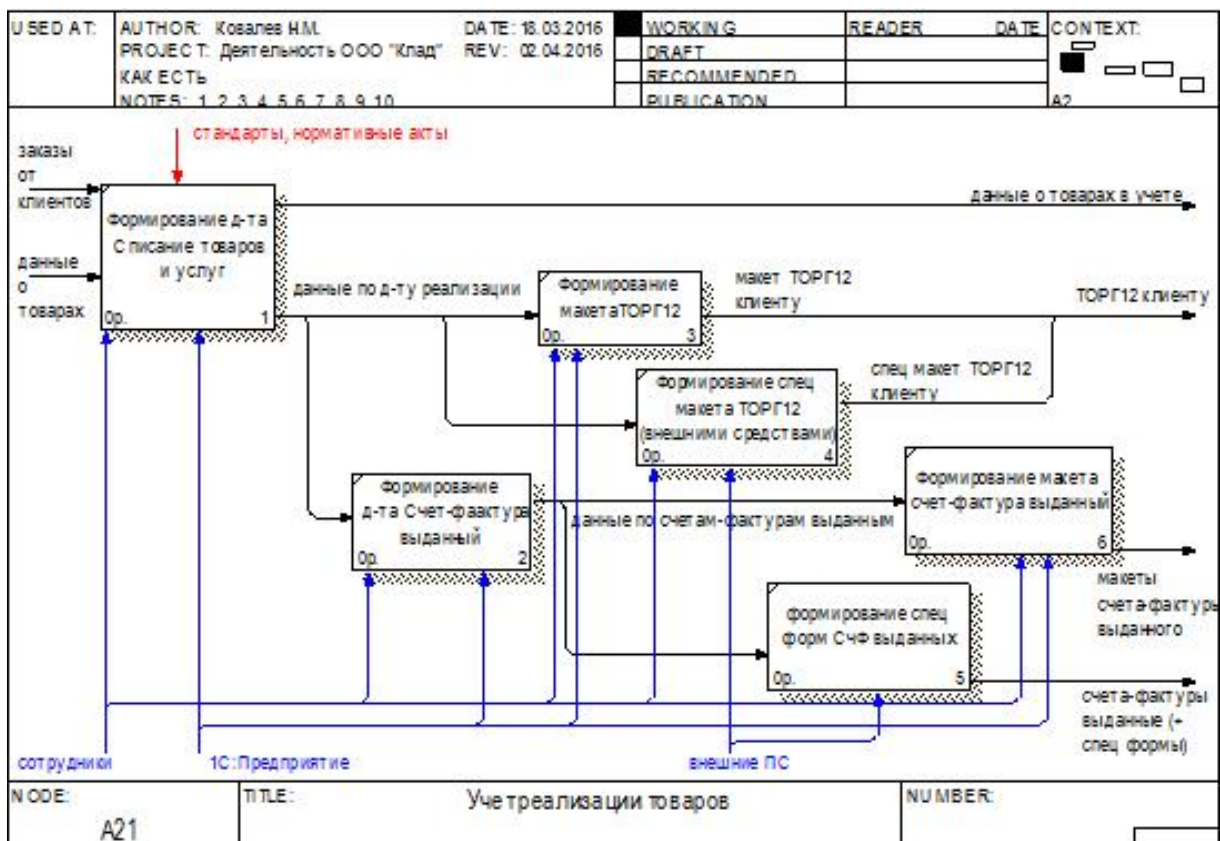 USED AT:
AUTHOR: Ковалев Н.М.
DATE: 18.03.2016
WORKING
READER
DATE
CONTEXT:
PROJECT: Деятельность ООО "Клад"
REV: 02.04.2016
DRAFT
КАК ЕСТЬ
RECOMMENDED
NOTES: 1 2 3 4 5 6 7 8 9 10
PUBLICATION
A2
стандарты, нормативные акты
заказы
от
клиентов
данные
о
товарах
Формирование д-та
Списание товаров
и услуг
0р.
1
данные о товарах в учете
данные по д-ту реализации
Формирование
макетаТОРГ12
0р.
3
макет ТОРГ12
клиенту
ТОРГ12 клиенту
Формирование спец
макета ТОРГ12
(внешними средствами)
0р.
4
спец макет ТОРГ12
клиенту
Формирование
д-та Счет-фаактура
выданный
0р.
2
данные по счетам-фактурам выданным
Формирование макета
счет-фактура выданный
0р.
6
макеты
счета-фактуры
выданного
формирование спец
форм СчФ выданных
0р.
5
счета-фактуры
выданные (+
спец формы)
сотрудники
1С:Предприятие
внешние ПС
NODE:
TITLE:
Учет реализации товаров
NUMBER:
A21